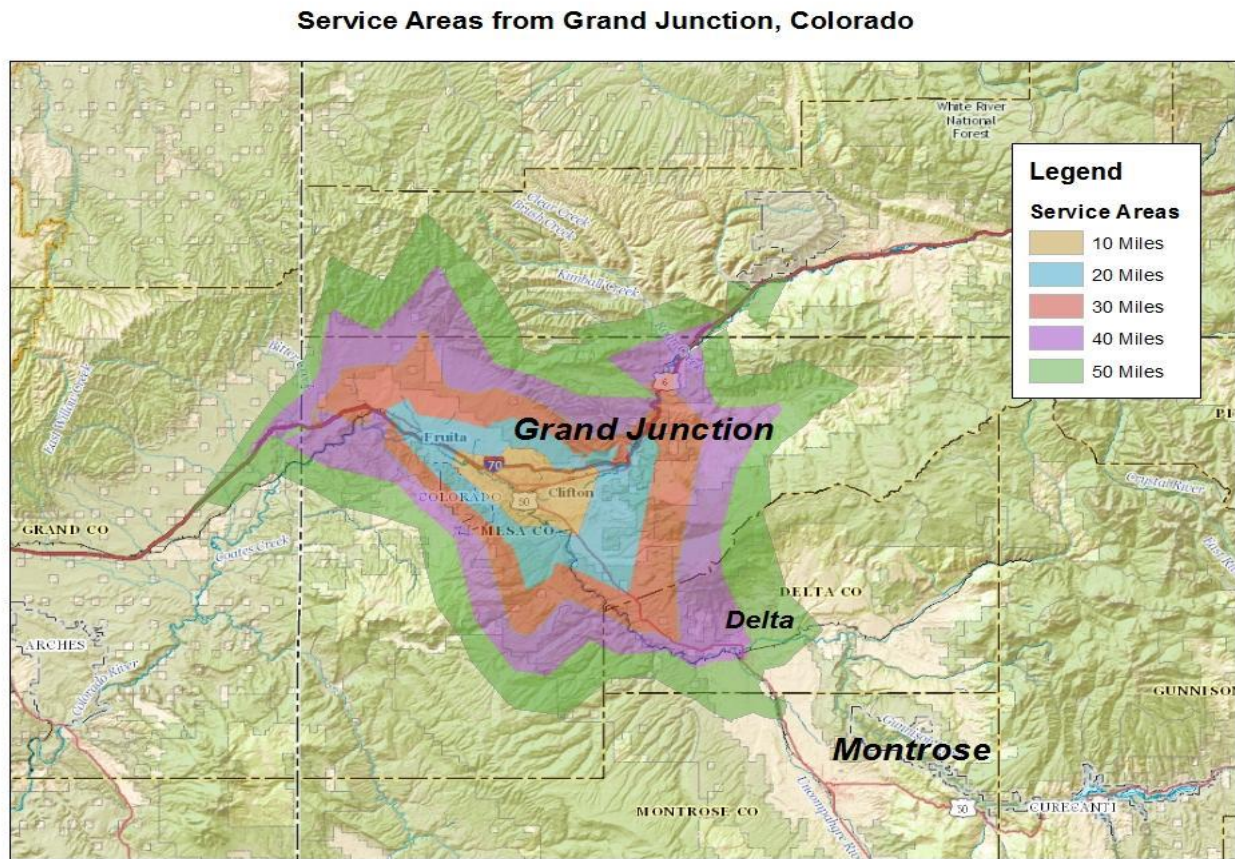 Service Areas from Grand Junction, Colorado
White River
National
Forest
Legend
Service Areas
10 Miles
20 Miles
30 Miles
40 Miles
50 Miles
Clear Creek
Brush Creek
Kimball Creek
6
East Willow Creek
Fruita
Grand Junction
70
COLORADO
Clifton
50
MESA CO
Crystal River
GRAND CO
Coates Creek
DELTA CO
Delta
ARCHES
Colorado River
GUNNISON
Montrose
MONTROSE CO
50
CURECANTI